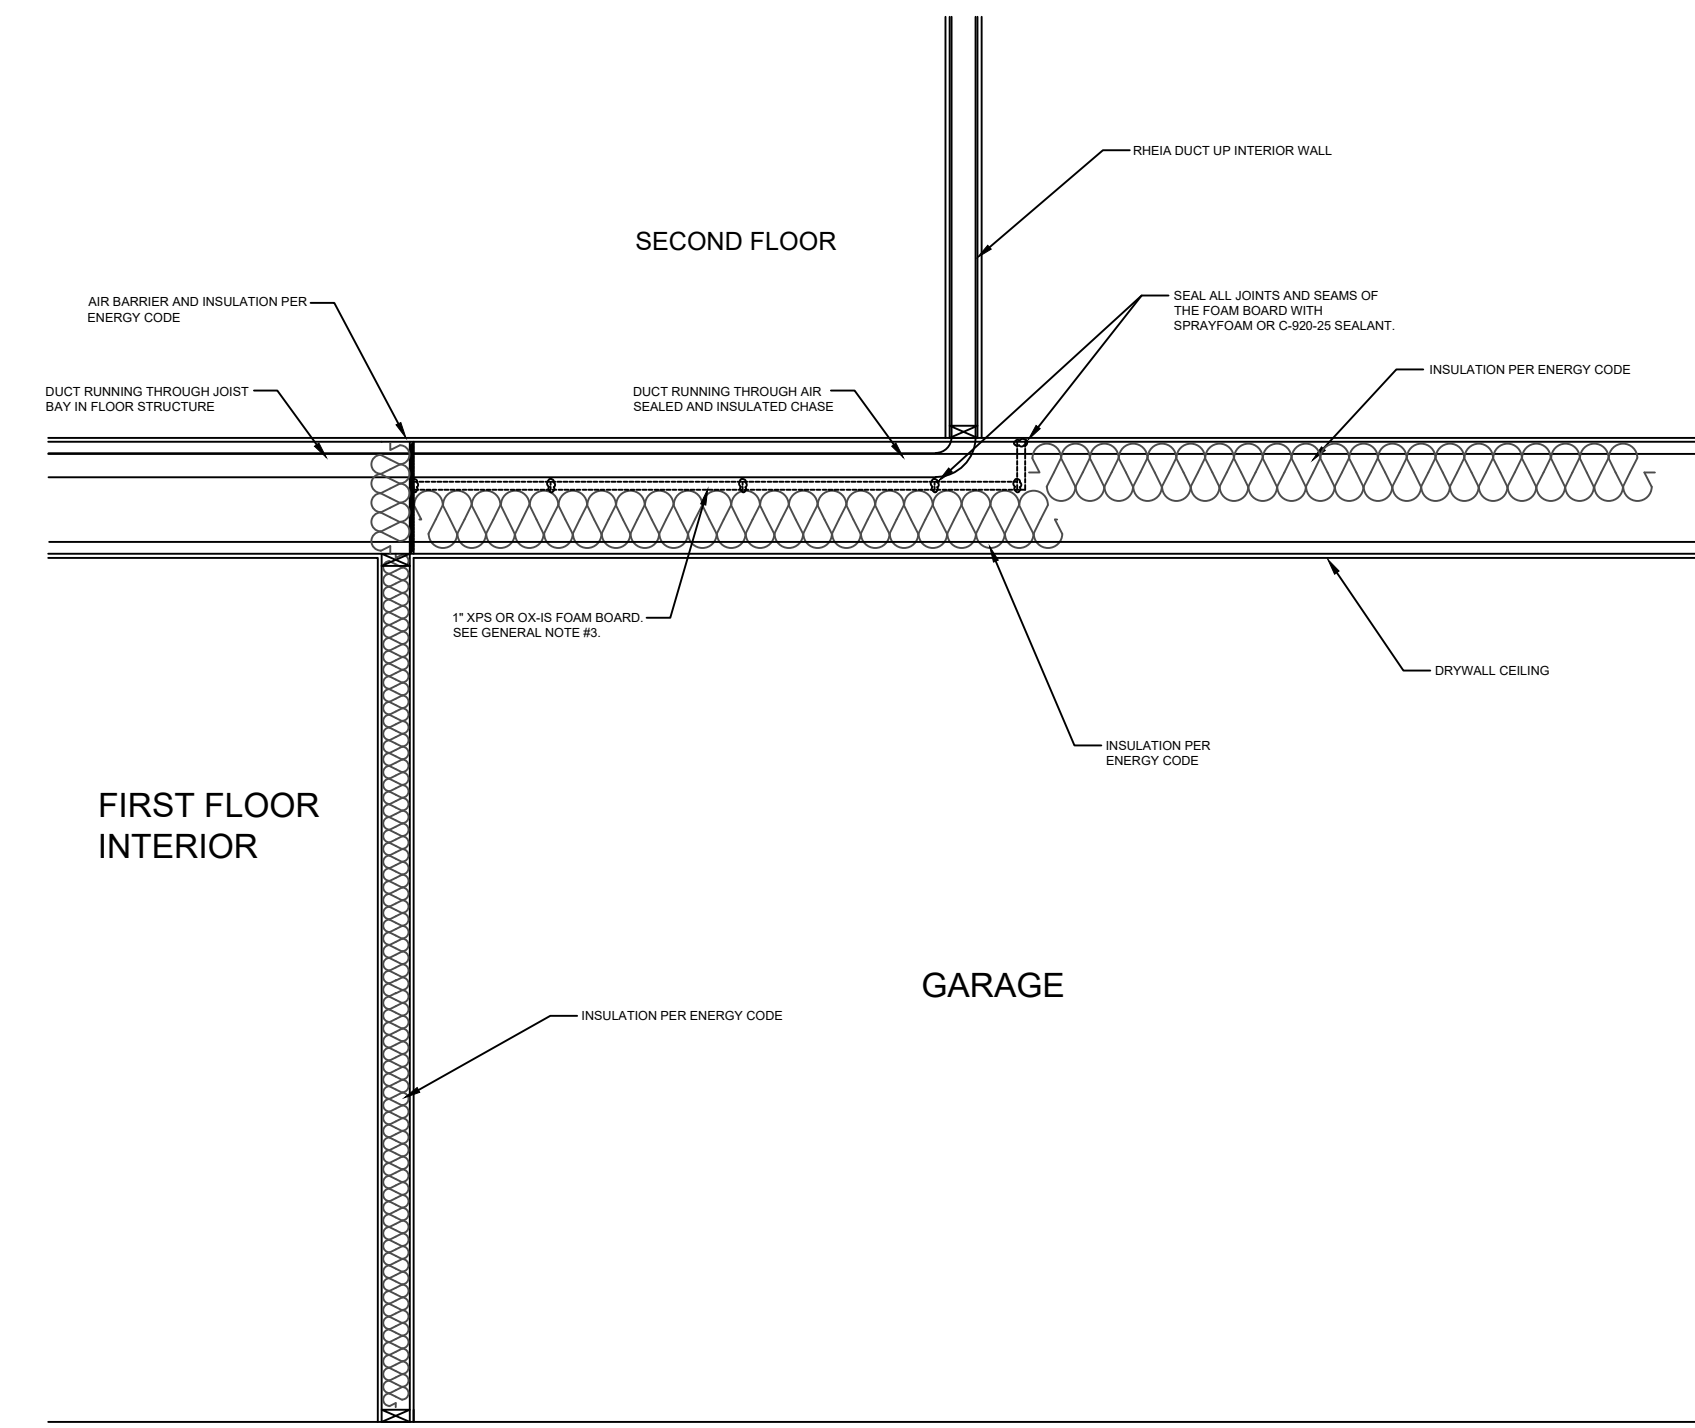 RHEIA DUCT UP INTERIOR WALL
SECOND FLOOR
AIR BARRIER AND INSULATION PER
ENERGY CODE
SEAL ALL JOINTS AND SEAMS OF
THE FOAM BOARD WITH
SPRAYFOAM OR C-920-25 SEALANT.
INSULATION PER ENERGY CODE
DUCT RUNNING THROUGH JOIST
BAY IN FLOOR STRUCTURE
DUCT RUNNING THROUGH AIR
SEALED AND INSULATED CHASE
1" XPS OR OX-IS FOAM BOARD.
SEE GENERAL NOTE #3.
DRYWALL CEILING
INSULATION PER
ENERGY CODE
FIRST FLOOR
INTERIOR
GARAGE
INSULATION PER ENERGY CODE